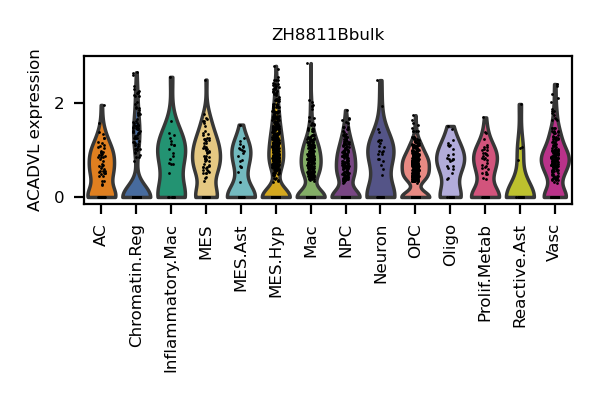 ZH8811Bbulk
ACADVL expression
2
0
AC
Chromatin.Reg
Inflammatory.Mac
MES
MES.Ast
MES.Hyp
Mac
NPC
Neuron
OPC
Oligo
Prolif.Metab
Reactive.Ast
Vasc